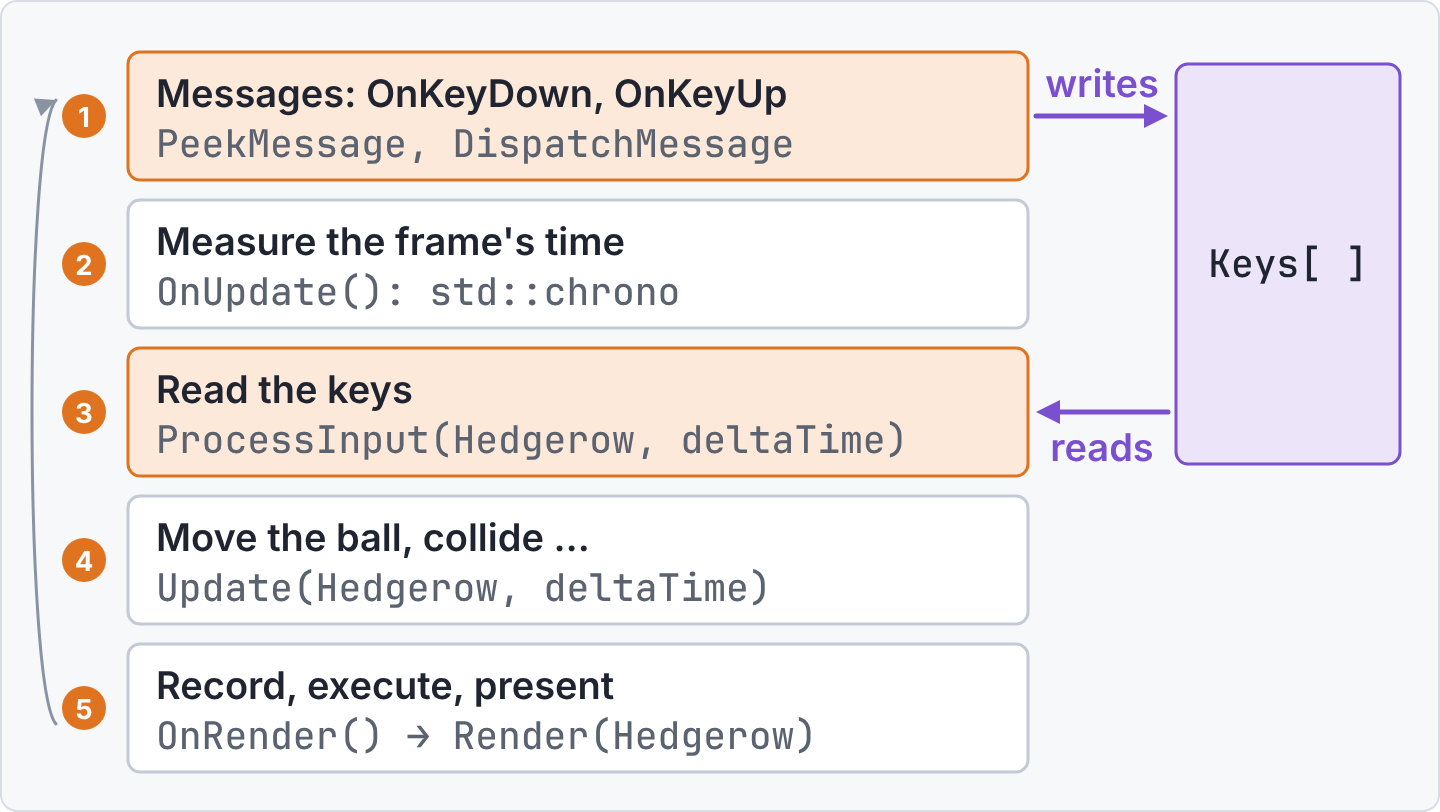 1
Messages: OnKeyDown, OnKeyUp
PeekMessage, DispatchMessage
writes
2
Measure the frame's time
OnUpdate(): std::chrono
Keys[ ]
3
Read the keys
ProcessInput(Hedgerow, deltaTime)
reads
4
Move the ball, collide ...
Update(Hedgerow, deltaTime)
5
Record, execute, present
OnRender() → Render(Hedgerow)